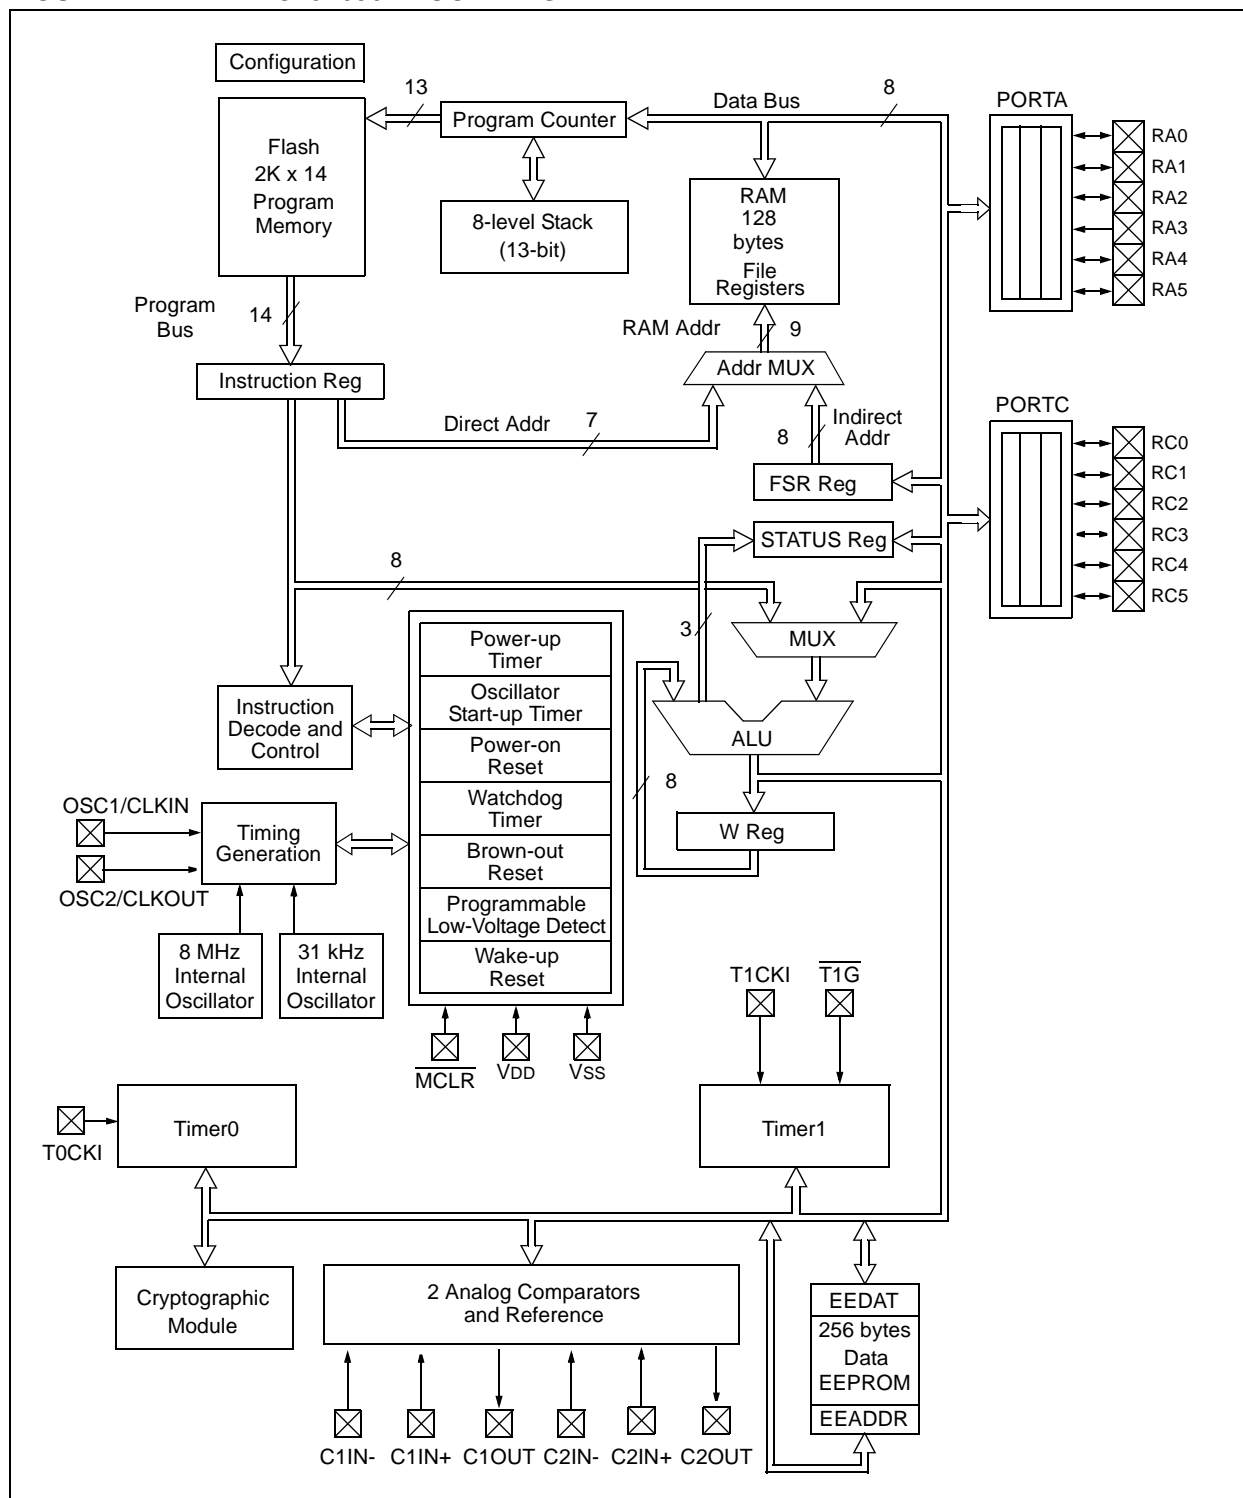 Configuration
13
Data Bus
8
PORTA
Program Counter
Flash
2K x 14
Program
Memory
8-level Stack
(13-bit)
RAM
128
bytes
File
Registers
RA0
RA1
RA2
RA3
RA4
RA5
Program
Bus
14
RAM Addr
9
Addr MUX
Instruction Reg
Direct Addr
7
8
Indirect
Addr
FSR Reg
STATUS Reg
PORTC
RC0
RC1
RC2
RC3
RC4
RC5
8
3
MUX
Power-up
Timer
Oscillator
Start-up Timer
Power-on
Reset
Watchdog
Timer
Brown-out
Reset
Programmable
Low-Voltage Detect
Wake-up
Reset
Instruction
Decode and
Control
ALU
8
W Reg
OSC1/CLKIN
Timing
Generation
OSC2/CLKOUT
8 MHz
Internal
Oscillator
31 kHz
Internal
Oscillator
MCLR
VDD
VSS
T1CKI
T1G
T0CKI
Timer0
Timer1
Cryptographic
Module
2 Analog Comparators
and Reference
EEDAT
256 bytes
Data
EEPROM
EEADDR
C1IN-
C1IN+
C1OUT
C2IN-
C2IN+
C2OUT